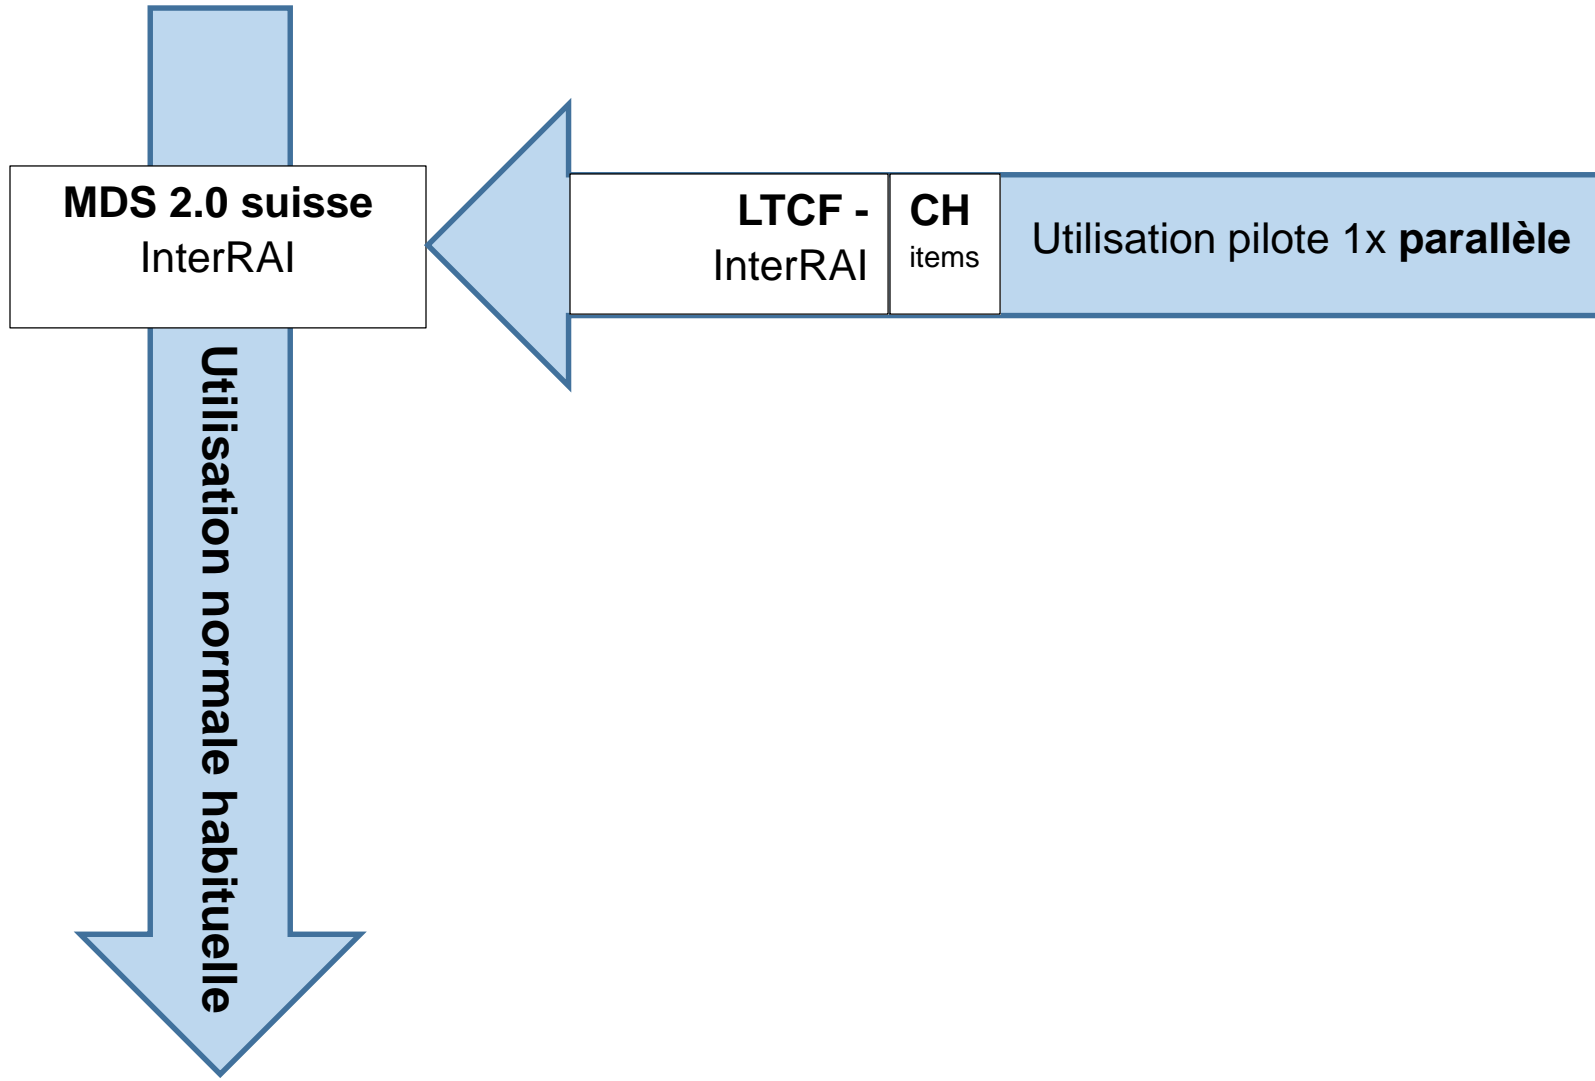 MDS 2.0 suisse
InterRAI
LTCF -
InterRAI
CH
items
Utilisation pilote 1x parallèle
Utilisation normale habituelle